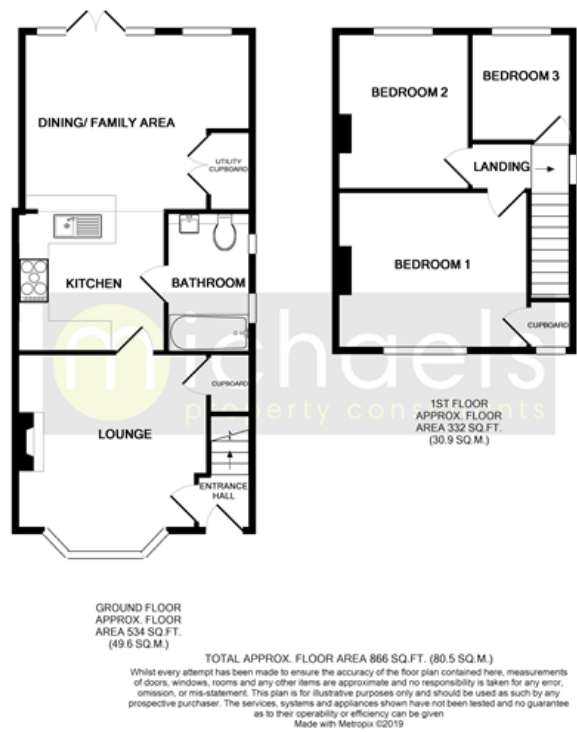 DINING/ FAMILY AREA
UTILITY
CUPBOARD
KITCHEN
BATHROOM
CUPBOARD
LOUNGE
ENTRANCE
HALL
BEDROOM 2
BEDROOM 3
LANDING
BEDROOM 1
CUPBOARD
michaels
property consultants
1ST FLOOR
APPROX. FLOOR
AREA 332 SQ.FT.
(30.9 SQ.M.)
GROUND FLOOR
APPROX. FLOOR
AREA 534 SQ.FT.
(49.6 SQ.M.)
TOTAL APPROX. FLOOR AREA 866 SQ.FT. (80.5 SQ.M.)
Whilst every attempt has been made to ensure the accuracy of the floor plan contained here, measurements
of doors, windows, rooms and any other items are approximate and no responsibility is taken for any error,
omission, or mis-statement. This plan is for illustrative purposes only and should be used as such by any
prospective purchaser. The services, systems and appliances shown have not been tested and no guarantee
as to their operability or efficiency can be given
Made with Metropix ©2019